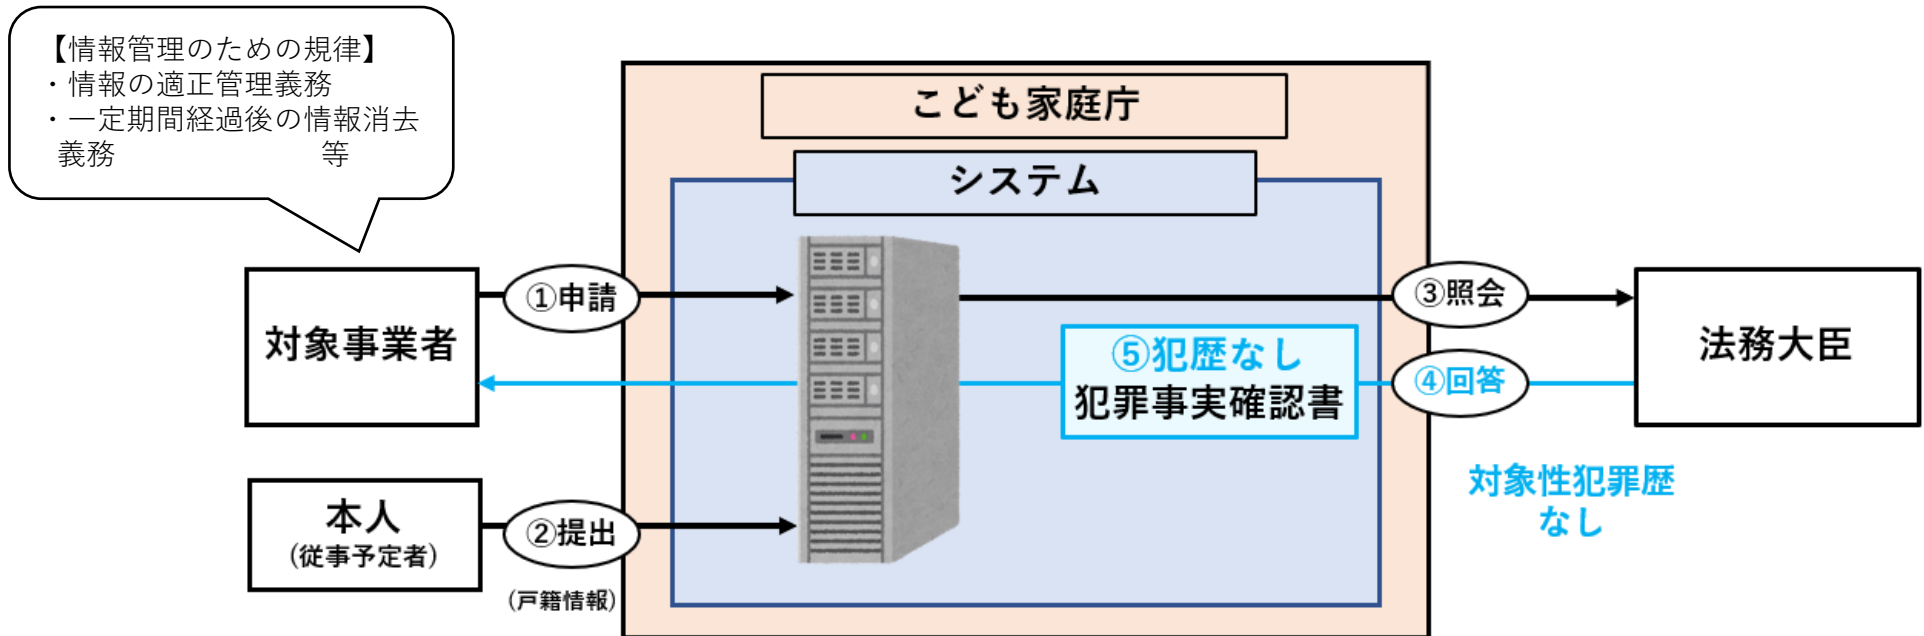 【情報管理のための規律】
・情報の適正管理義務
・一定期間経過後の情報消去
義務 等
こども家庭庁
システム
対象事業者
①申請
③照会
法務大臣
⑤犯歴なし
犯罪事実確認書
④回答
対象性犯罪歴
なし
本人
(従事予定者)
②提出
(戸籍情報)